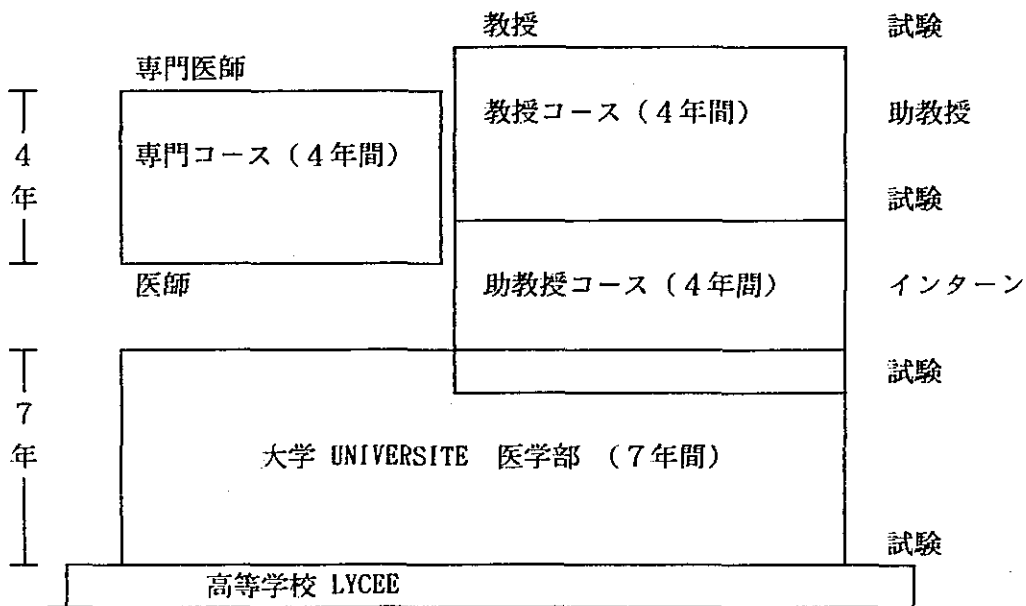 教授 試験
専門医師
教授コース(4年間) 助教授
4年
専門コース(4年間)
試験
医師 助教授コース(4年間) インターン
試験
7年
大学 UNIVERSITE 医学部 (7年間)
試験
高等学校 LYCEE